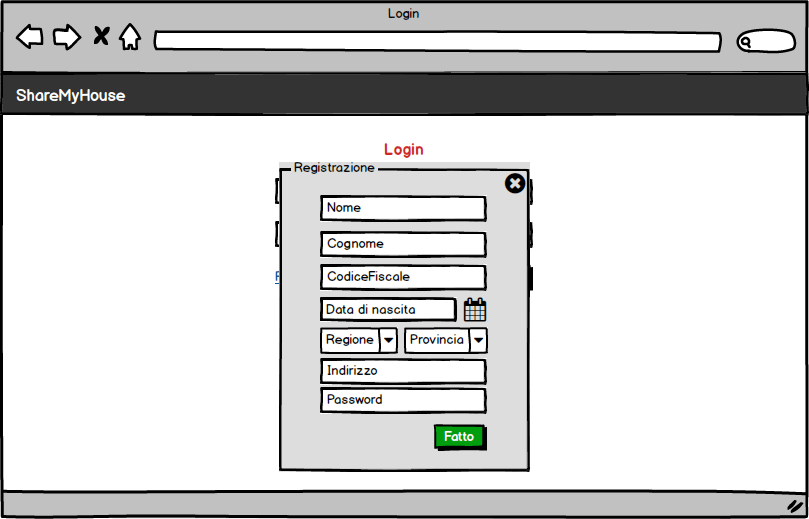 Login
ShareMyHouse
Login
Registrazione
Nome
Cognome
CodiceFiscale
Data di nascita
Regione Provincia
Indirizzo
Password
Fatto